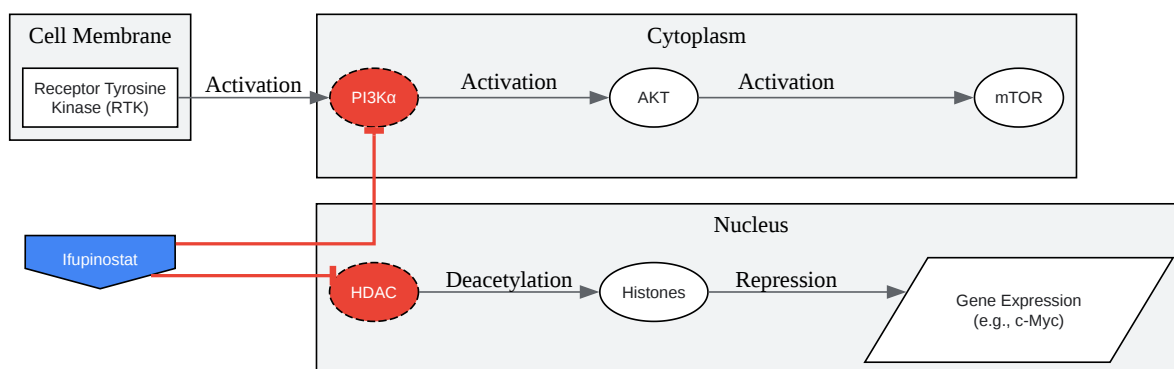 Cell Membrane
Receptor Tyrosine
Kinase (RTK)
Activation
Cytoplasm
PI3Kα
Activation
AKT
Activation
mTOR
Ifupinostat
Nucleus
HDAC
Deacetylation
Histones
Repression
Gene Expression
(e.g., c-Myc)